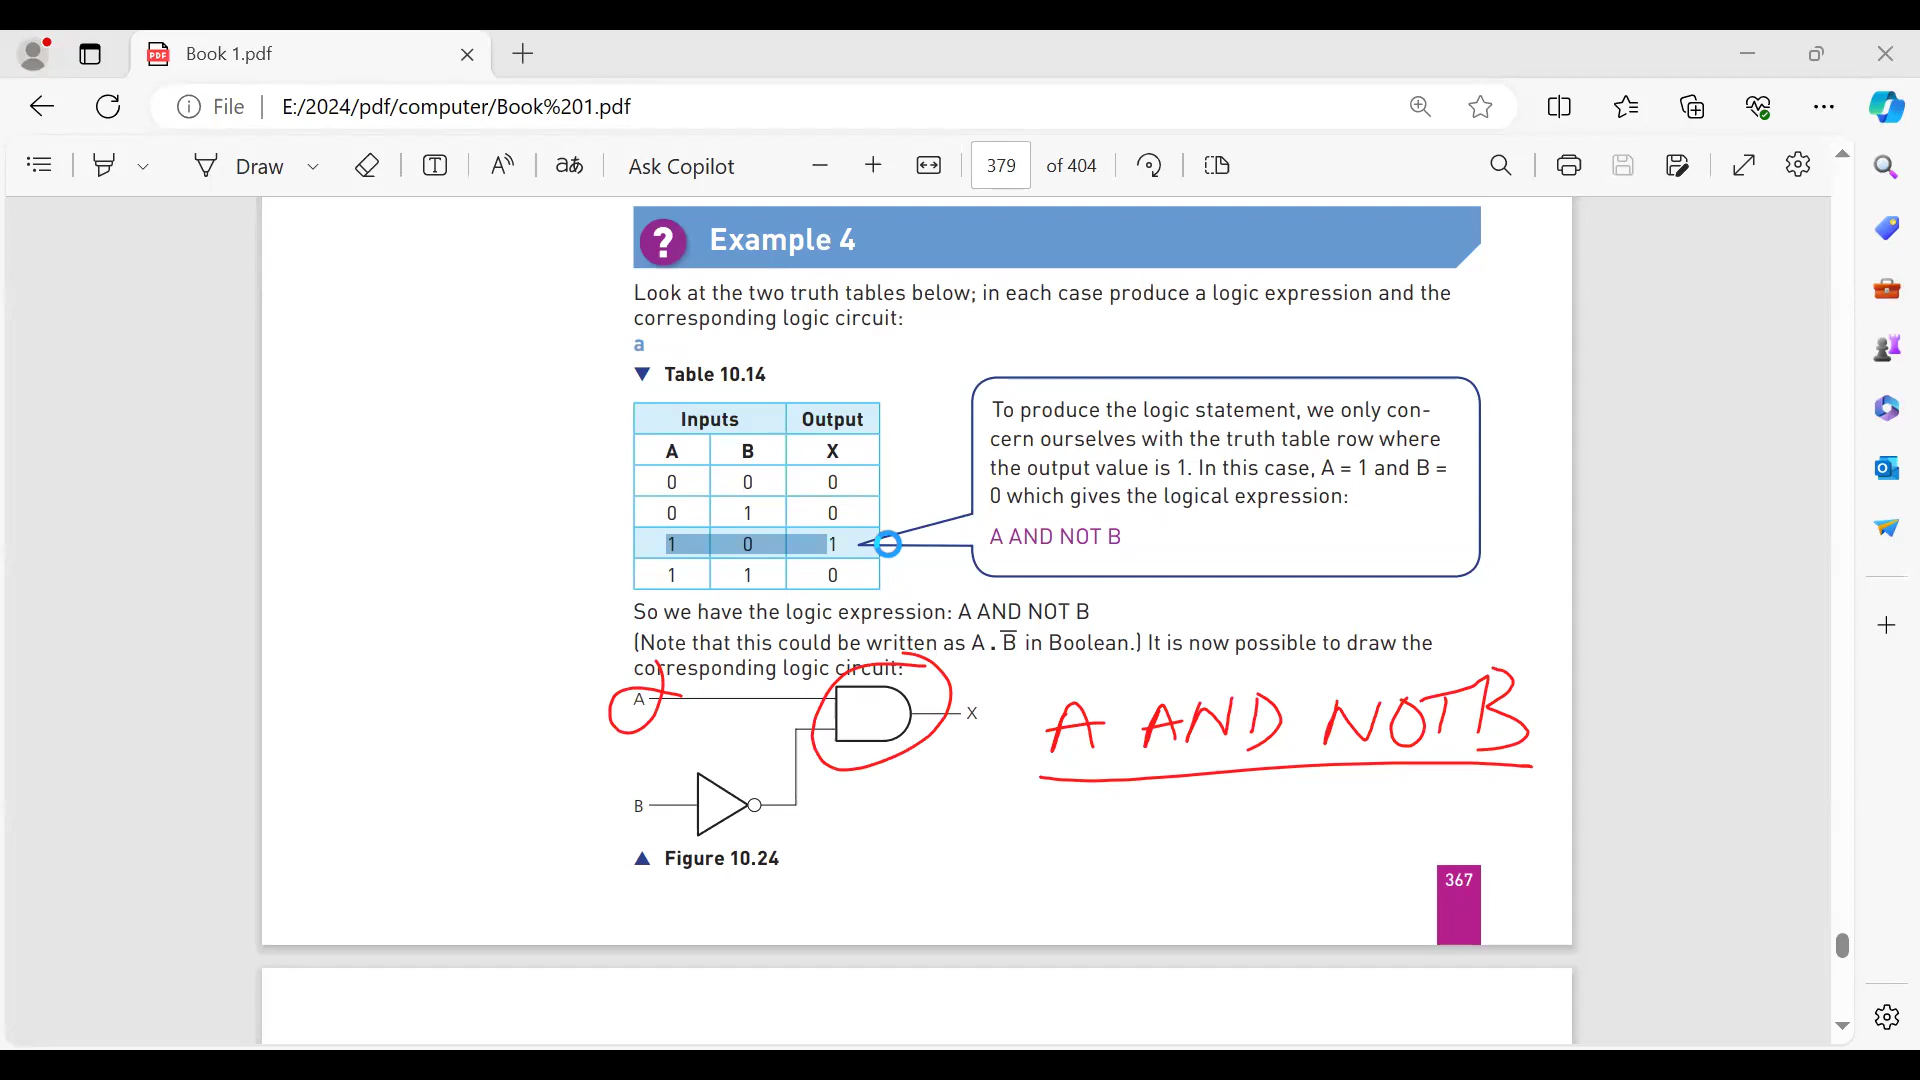 Book 1.pdf
File E:/2024/pdf/computer/Book%201.pdf
Draw T A aあ Ask Copilot 379 of 404
? Example 4
Look at the two truth tables below; in each case produce a logic expression and the
corresponding logic circuit:
a
▼ Table 10.14
Inputs Output
A B X
0 0 0
0 1 0
1 0 1
1 1 0
To produce the logic statement, we only con-
cern ourselves with the truth table row where
the output value is 1. In this case, A = 1 and B =
0 which gives the logical expression:
A AND NOT B
So we have the logic expression: A AND NOT B
(Note that this could be written as A . B̅ in Boolean.) It is now possible to draw the
corresponding logic circuit:
A
X
A AND NOT B
B
▲ Figure 10.24
367